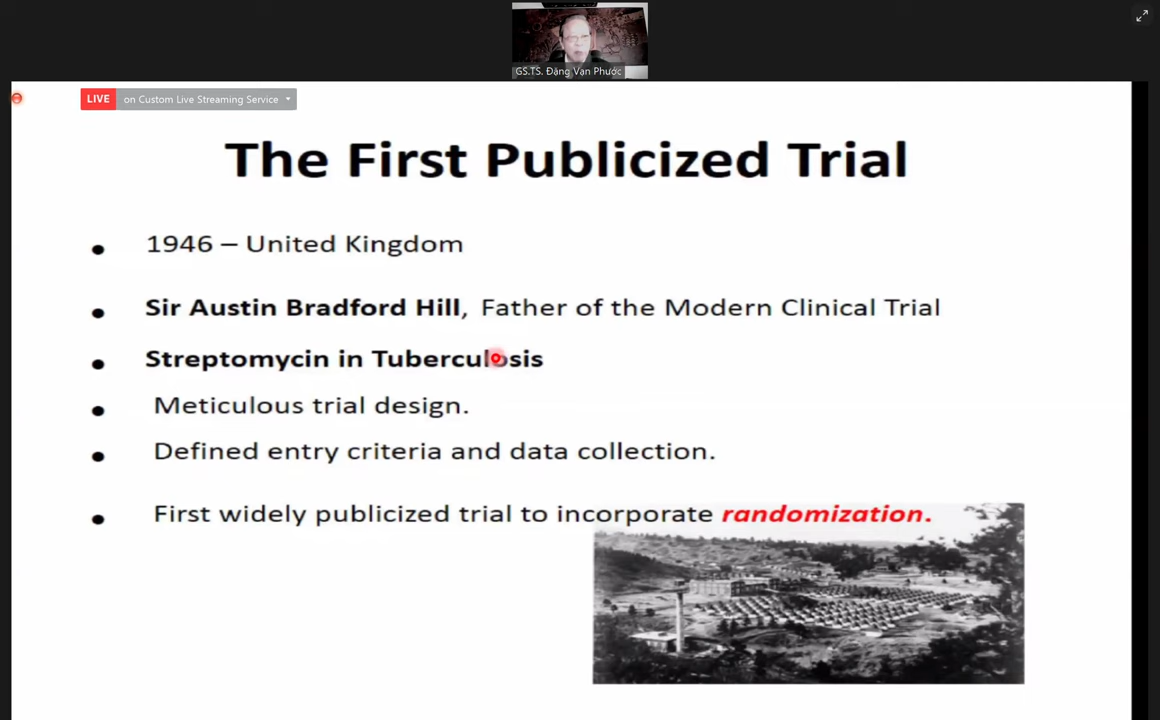 GS.TS. Đặng Vạn Phước
LIVE on Custom Live Streaming Service
The First Publicized Trial
• 1946 – United Kingdom
• Sir Austin Bradford Hill, Father of the Modern Clinical Trial
• Streptomycin in Tuberculosis
• Meticulous trial design.
• Defined entry criteria and data collection.
• First widely publicized trial to incorporate randomization.